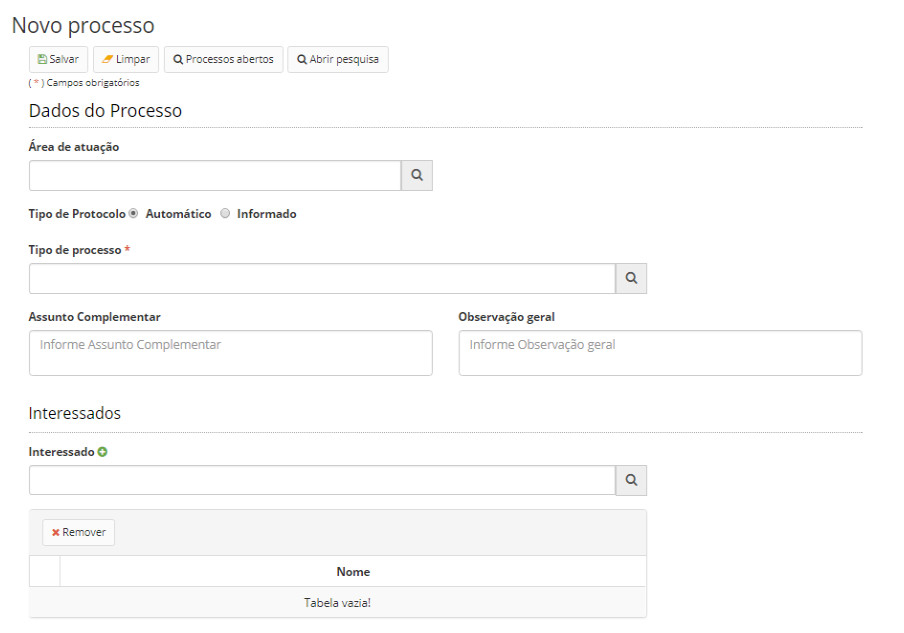 Novo processo
Salvar Limpar Processos abertos Abrir pesquisa
( * ) Campos obrigatórios
Dados do Processo
Área de atuação
Tipo de Protocolo Automático Informado
Tipo de processo *
Assunto Complementar Observação geral
Informe Assunto Complementar Informe Observação geral
Interessados
Interessado
Remover
Nome
Tabela vazia!